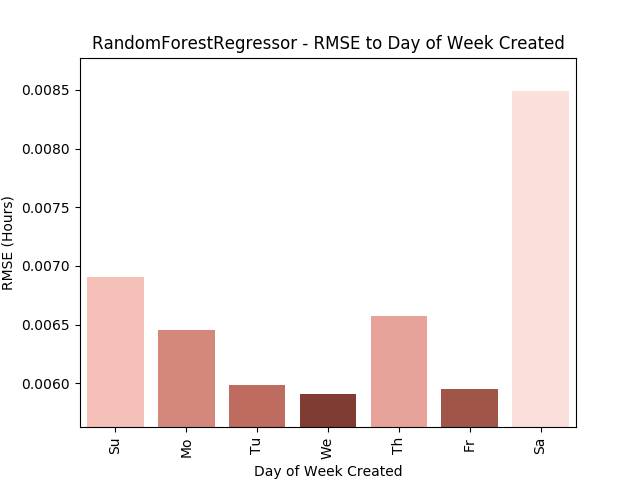 RandomForestRegressor - RMSE to Day of Week Created
0.0085
0.0080
0.0075
0.0070
0.0065
0.0060
RMSE (Hours)
Su Mo Tu We Th Fr Sa
Day of Week Created